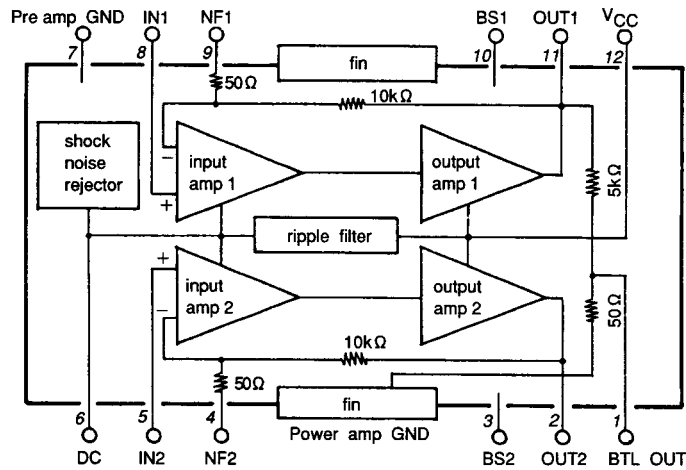 Pre amp GND IN1 NF1 BS1 OUT1 VCC
7 8 9 10 11 12
fin
50Ω
10kΩ
shock
noise
rejector
−
input
amp 1
+
output
amp 1
5kΩ
ripple filter
+
input
amp 2
−
output
amp 2
50Ω
10kΩ
50Ω
fin
6 5 4 3 2 1
Power amp GND
DC IN2 NF2 BS2 OUT2 BTL OUT